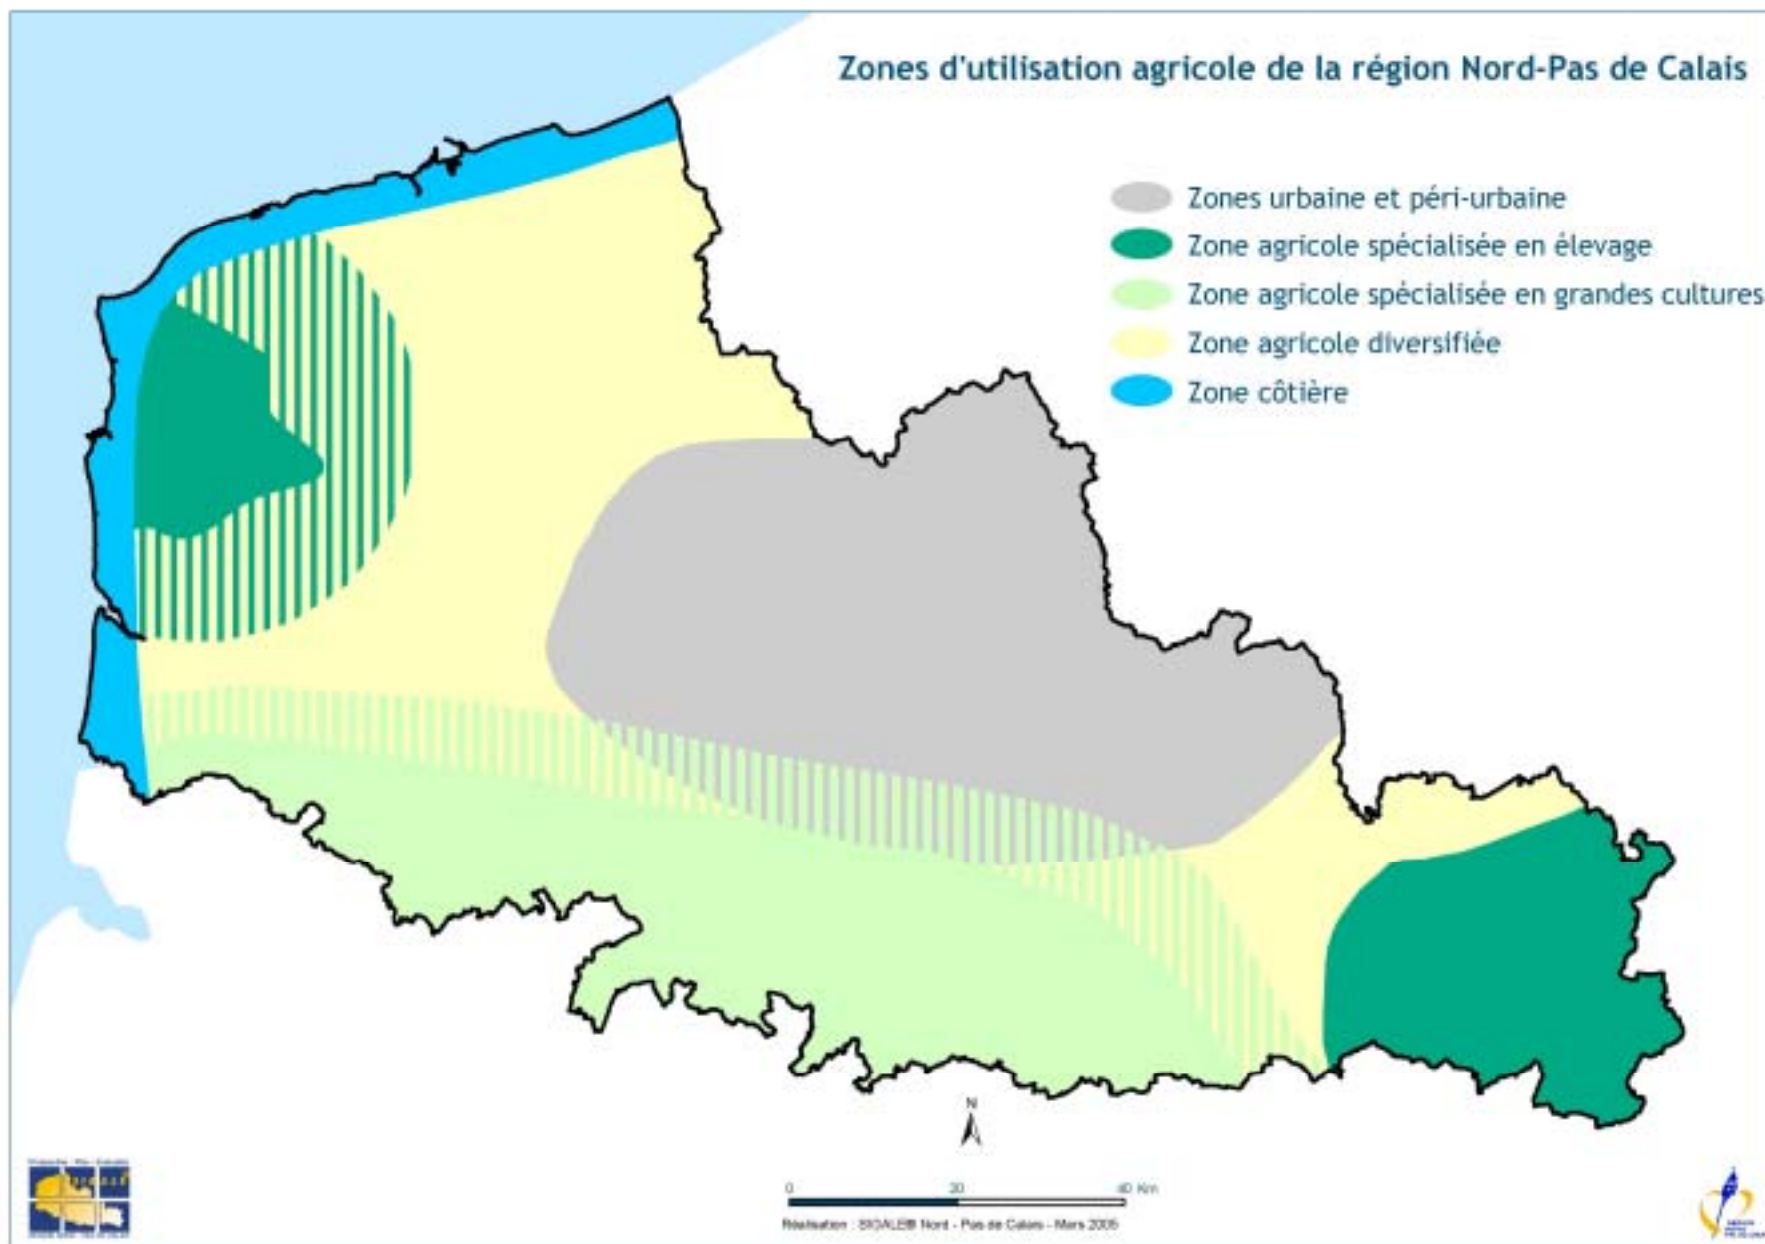 Zones d'utilisation agricole de la région Nord-Pas de Calais
Zones urbaine et péri-urbaine
Zone agricole spécialisée en élevage
Zone agricole spécialisée en grandes cultures
Zone agricole diversifiée
Zone côtière
N
0 20 40 Km
Réalisation : SIGALE® Nord - Pas de Calais - Mars 2005